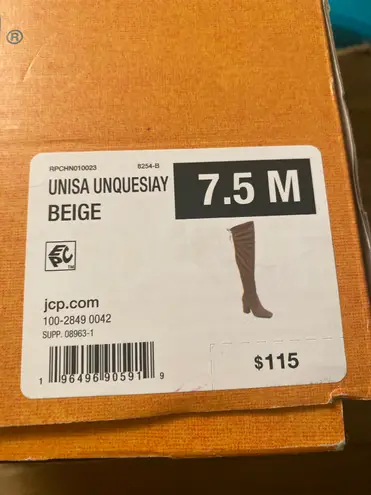 ®
RPCHN010023 8254-B
UNISA UNQUESIAY 7.5 M
BEIGE
EPC™
jcp.com
100-2849 0042
SUPP. 08963-1
$115
1 96496 90591 9